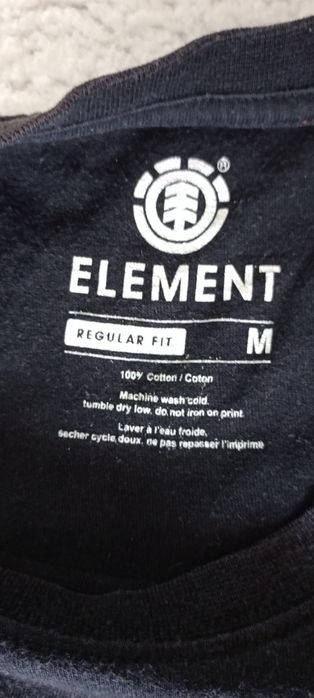 ®
ELEMENT
REGULAR FIT M
100% Cotton / Coton
Machine wash cold.
tumble dry low. do not iron on print
Laver à l'eau froide.
secher cycle doux. ne pas repasser l'imprimé